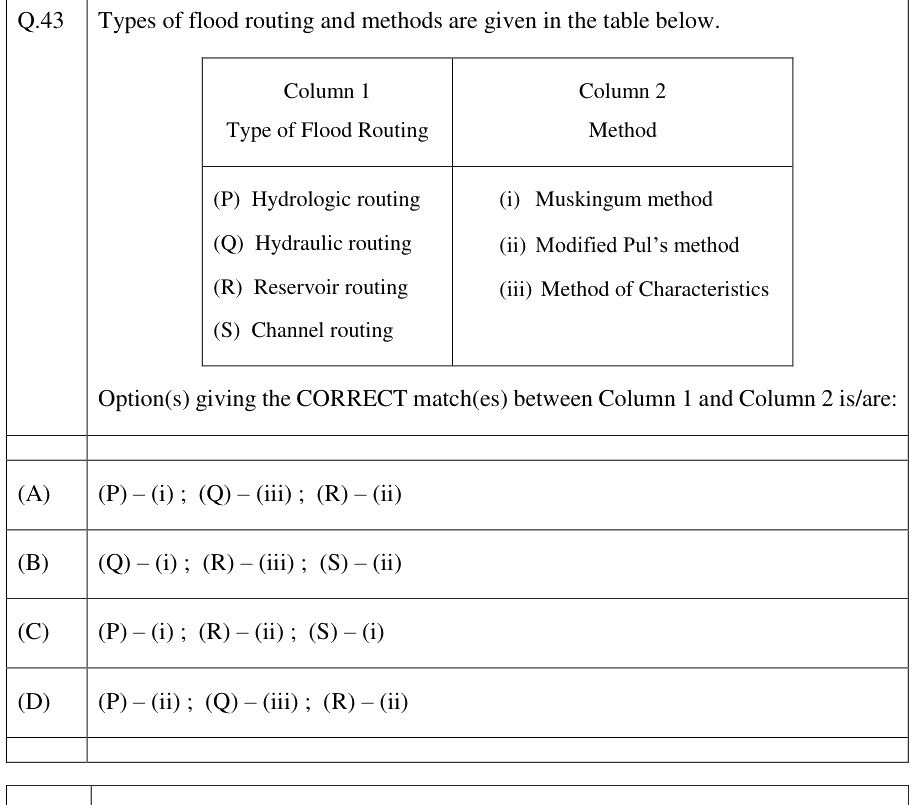 Q.43 Types of flood routing and methods are given in the table below.
Column 1 Column 2
Type of Flood Routing Method
(P) Hydrologic routing (i) Muskingum method
(Q) Hydraulic routing (ii) Modified Pul’s method
(R) Reservoir routing (iii) Method of Characteristics
(S) Channel routing
Option(s) giving the CORRECT match(es) between Column 1 and Column 2 is/are:
(A) (P) – (i) ; (Q) – (iii) ; (R) – (ii)
(B) (Q) – (i) ; (R) – (iii) ; (S) – (ii)
(C) (P) – (i) ; (R) – (ii) ; (S) – (i)
(D) (P) – (ii) ; (Q) – (iii) ; (R) – (ii)